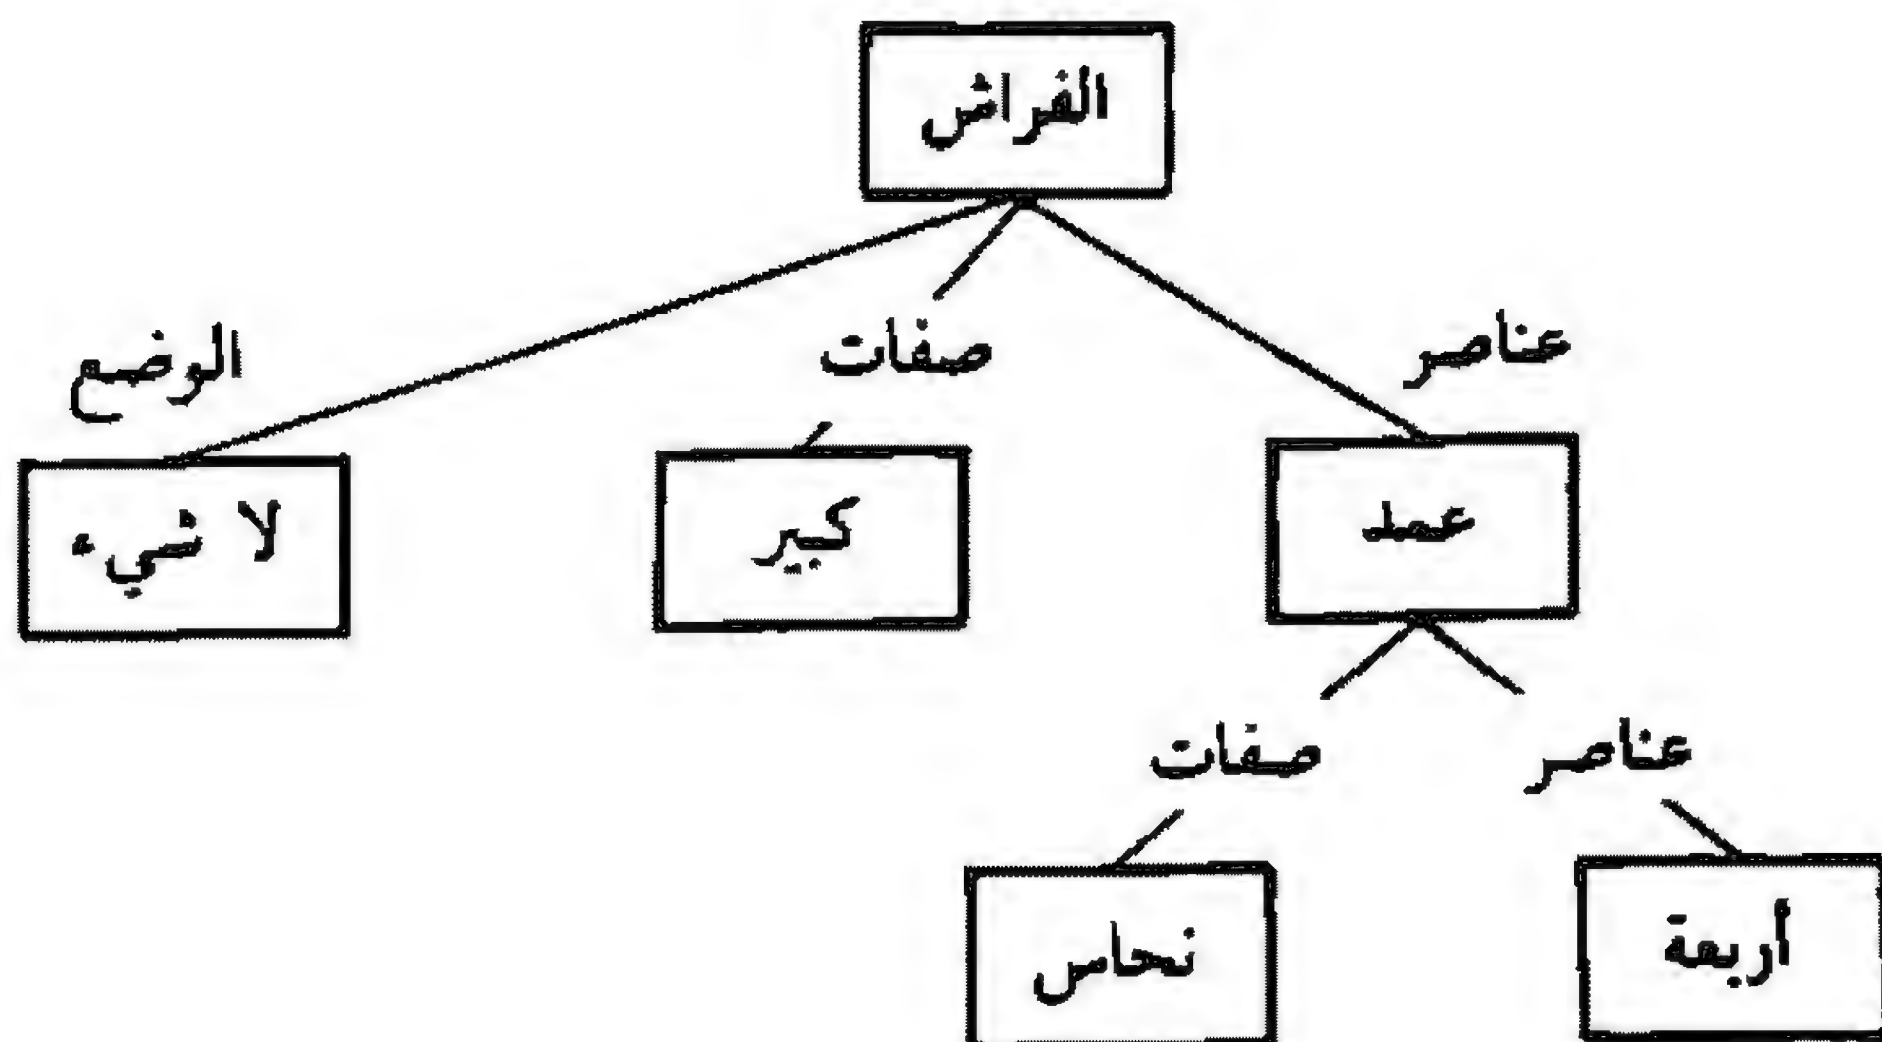 الفراش
عناصر
صفات
الوضع
عمد
كبير
لا شيء
عناصر
صفات
أربعة
نحاس